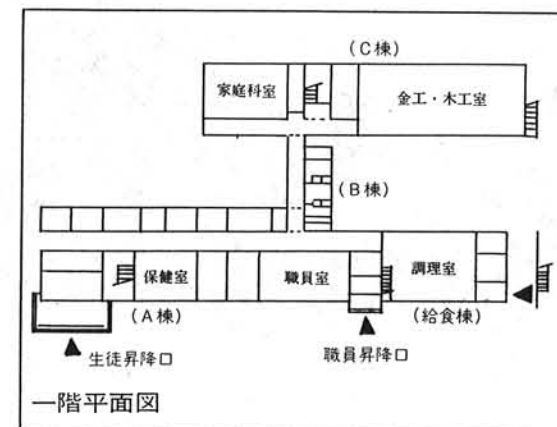 (C棟)
家庭科室
金工・木工室
(B棟)
保健室
職員室
調理室
(A棟)
(給食棟)
生徒昇降口
職員昇降口
一階平面図